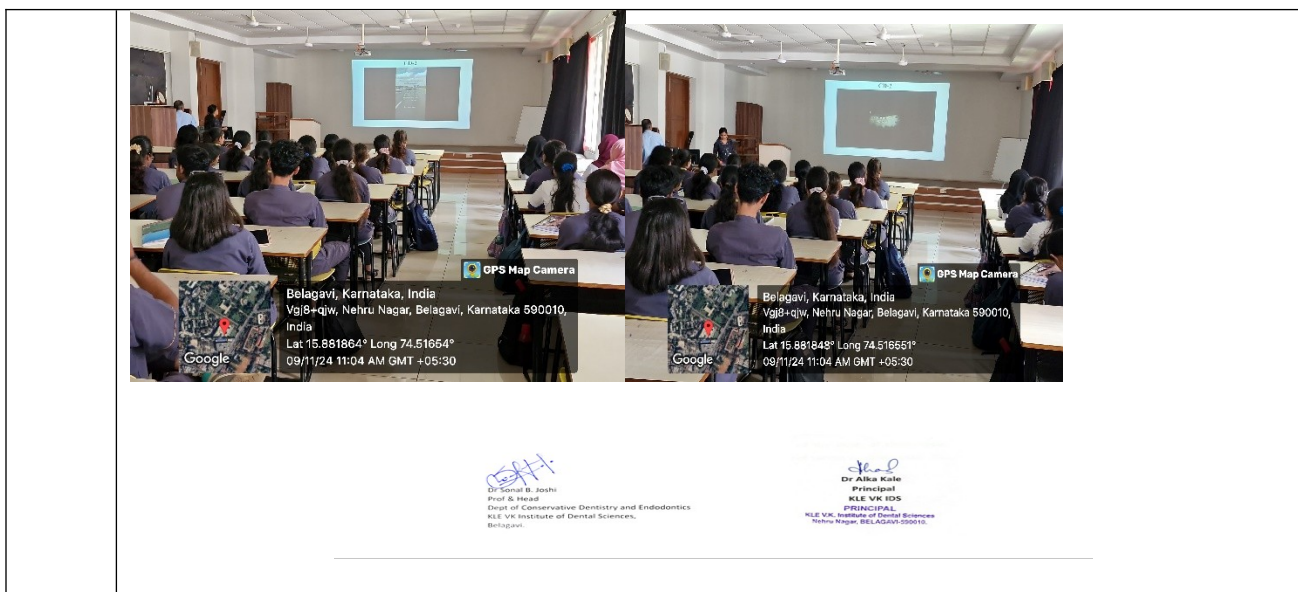 GPS Map Camera
Belagavi, Karnataka, India
Vgj8+qjw, Nehru Nagar, Belagavi, Karnataka 590010,
India
Lat 15.881864° Long 74.51654°
09/11/24 11:04 AM GMT +05:30
Google
GPS Map Camera
Belagavi, Karnataka, India
Vgj8+qjw, Nehru Nagar, Belagavi, Karnataka 590010,
India
Lat 15.881848° Long 74.516551°
09/11/24 11:04 AM GMT +05:30
Google
Dr Sonal B. Joshi
Prof & Head
Dept of Conservative Dentistry and Endodontics
KLE VK Institute of Dental Sciences,
Belagavi.
Dr Alka Kale
Principal
KLE VK IDS
PRINCIPAL
KLE V.K. Institute of Dental Sciences
Nehru Nagar, BELAGAVI-590010.